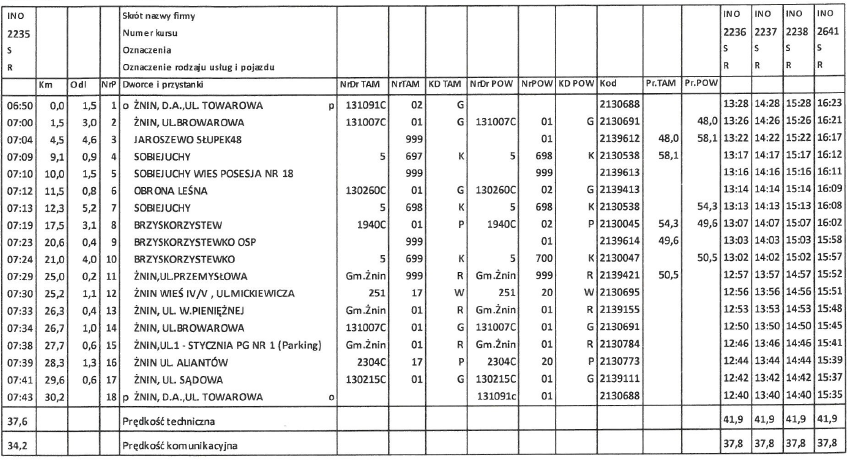 INO Skrót nazwy firmy INO INO INO INO
2235 Numer kursu 2236 2237 2238 2641
S Oznaczenia S S S S
R Oznaczenie rodzaju usług i pojazdu R R R R
Km Odl NrP Dworce i przystanki NrDr TAM NrTAM KD TAM NrDr POW NrPOW KD POW Kod Pr.TAM Pr.POW
06:50 0,0 1,5 1 o ŻNIN, D.A.,UL. TOWAROWA p 131091C 02 G 2130688 13:28 14:28 15:28 16:23
07:00 1,5 3,0 2 ŻNIN, UL.BROWAROWA 131007C 01 G 131007C 01 G 2130691 48,0 13:26 14:26 15:26 16:21
07:04 4,5 4,6 3 JAROSZEWO SŁUPEK48 999 01 2139612 48,0 58,1 13:22 14:22 15:22 16:17
07:09 9,1 0,9 4 SOBIEJUCHY 5 697 K 5 698 K 2130538 58,1 13:17 14:17 15:17 16:12
07:10 10,0 1,5 5 SOBIEJUCHY WIES POSESJA NR 18 999 999 2139613 13:16 14:16 15:16 16:11
07:12 11,5 0,8 6 OBRONA LEŚNA 130260C 01 G 130260C 02 G 2139413 13:14 14:14 15:14 16:09
07:13 12,3 5,2 7 SOBIEJUCHY 5 698 K 5 698 K 2130538 54,3 13:13 14:13 15:13 16:08
07:19 17,5 3,1 8 BRZYSKORZYSTEW 1940C 01 P 1940C 02 P 2130045 54,3 49,6 13:07 14:07 15:07 16:02
07:23 20,6 0,4 9 BRZYSKORZYSTEWKO OSP 999 01 2139614 49,6 13:03 14:03 15:03 15:58
07:24 21,0 4,0 10 BRZYSKORZYSTEWKO 5 699 K 5 700 K 2130047 50,5 13:02 14:02 15:02 15:57
07:29 25,0 0,2 11 ŻNIN,UL.PRZEMYSŁOWA Gm.Żnin 999 R Gm.Żnin 999 R 2139421 50,5 12:57 13:57 14:57 15:52
07:30 25,2 1,1 12 ŻNIN WIEŚ IV/V , UL.MICKIEWICZA 251 17 W 251 20 W 2130695 12:56 13:56 14:56 15:51
07:33 26,3 0,4 13 ŻNIN, UL. W.PIENIĘŻNEJ Gm.Żnin 01 R Gm.Żnin 01 R 2139155 12:53 13:53 14:53 15:48
07:34 26,7 1,0 14 ŻNIN, UL.BROWAROWA 131007C 01 G 131007C 01 G 2130691 12:50 13:50 14:50 15:45
07:38 27,7 0,6 15 ŻNIN,UL.1 - STYCZNIA PG NR 1 (Parking) Gm.Żnin 01 R Gm.Żnin 01 R 2130784 12:46 13:46 14:46 15:41
07:39 28,3 1,3 16 ŻNIN UL. ALIANTÓW 2304C 17 P 2304C 20 P 2130773 12:44 13:44 14:44 15:39
07:41 29,6 0,6 17 ŻNIN, UL. SĄDOWA 130215C 01 G 130215C 01 G 2139111 12:42 13:42 14:42 15:37
07:43 30,2 18 p ŻNIN, D.A.,UL. TOWAROWA o 131091c 01 2130688 12:40 13:40 14:40 15:35
37,6 Prędkość techniczna 41,9 41,9 41,9 41,9
34,2 Prędkość komunikacyjna 37,8 37,8 37,8 37,8